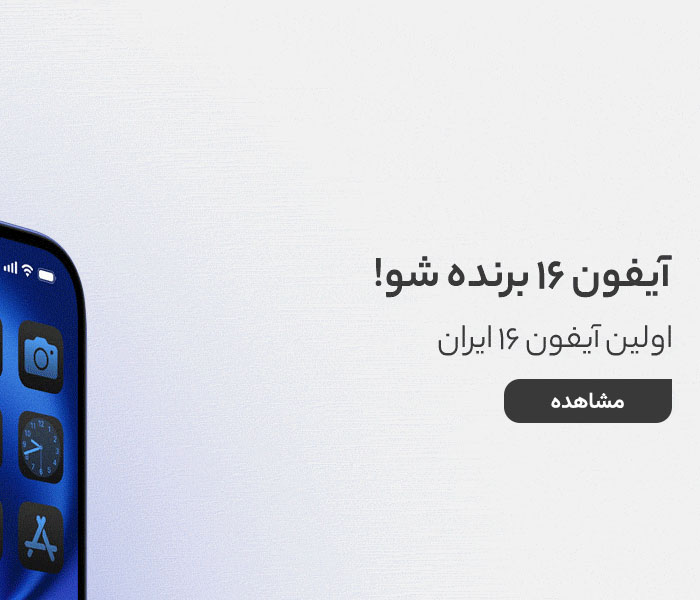 آیفون ۱۶ برنده شو!
اولین آیفون ۱۶ ایران
مشاهده